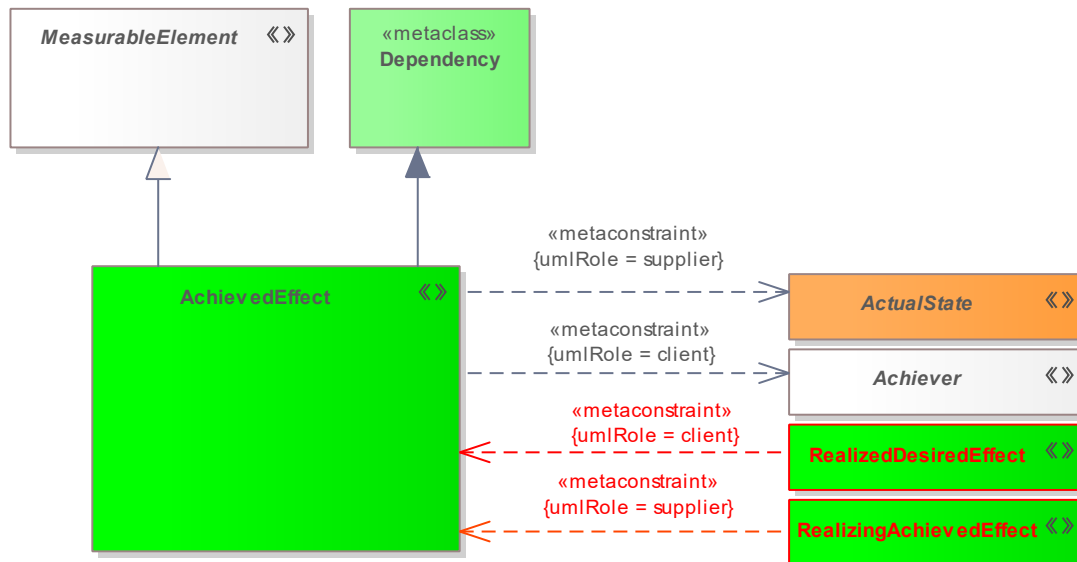 MeasurableElement
«»
«metaclass»
Dependency
«metaconstraint»
{umlRole = supplier}
AchievedEffect
«»
ActualState
«»
«metaconstraint»
{umlRole = client}
Achiever
«»
«metaconstraint»
{umlRole = client}
RealizedDesiredEffect
«»
«metaconstraint»
{umlRole = supplier}
RealizingAchievedEffect
«»